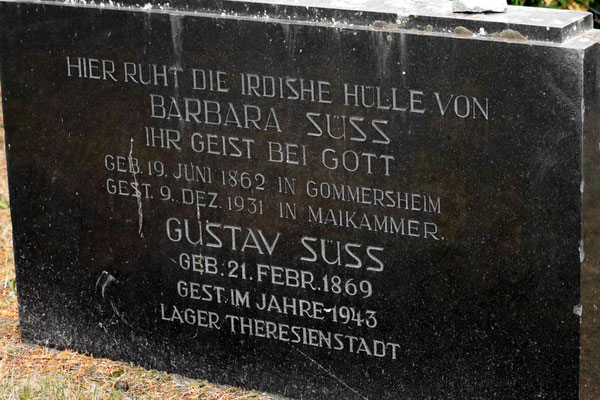 HIER RUHT DIE IRDISHE HÜLLE VON
BARBARA SÜSS
IHR GEIST BEI GOTT
GEB. 19. JUNI 1862 IN GOMMERSHEIM
GEST. 9. DEZ. 1931 IN MAIKAMMER.
GUSTAV SÜSS
GEB. 21. FEBR. 1869
GEST. IM JAHRE 1943
LAGER THERESIENSTADT